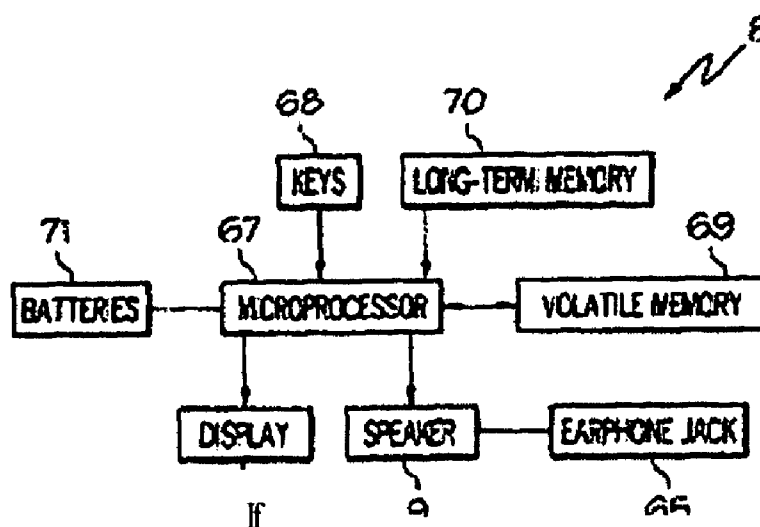 68
70
KEYS
LONG-TERM MEMORY
71
67
69
BATTERIES
MICROPROCESSOR
VOLATILE MEMORY
DISPLAY
SPEAKER
EARPHONE JACK
If
9
65